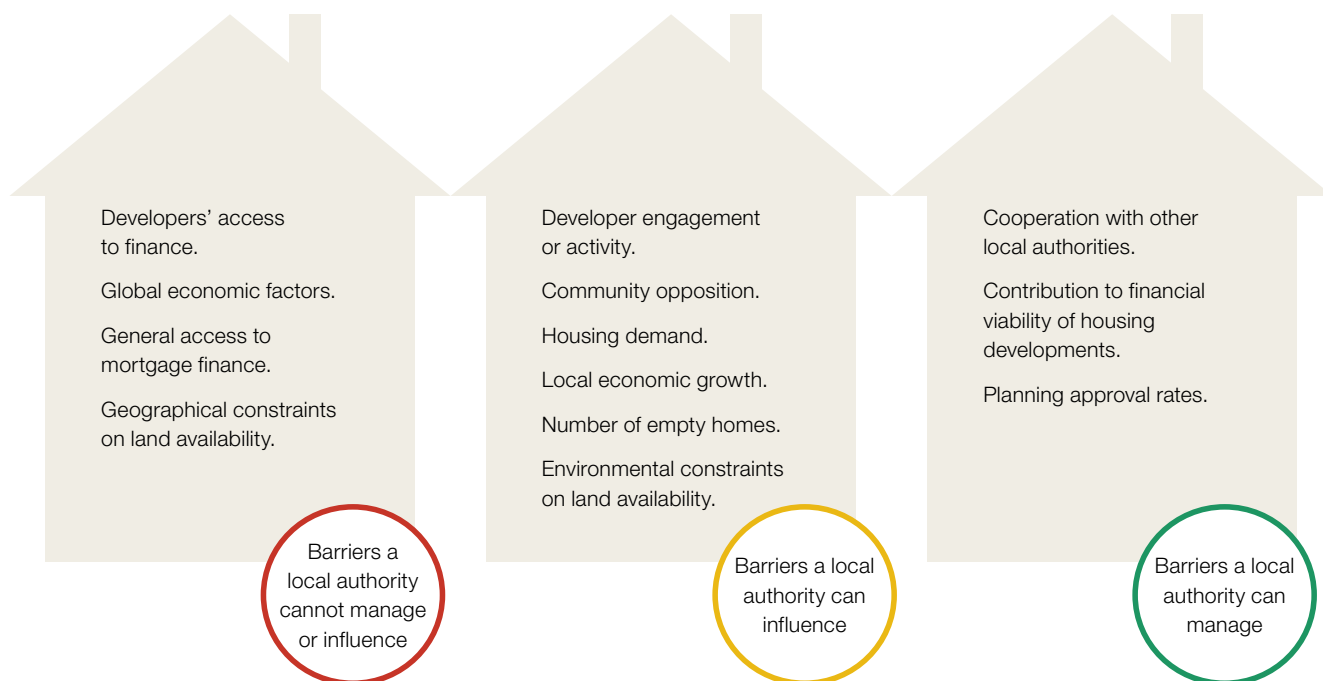 Developers’ access
to finance.
Global economic factors.
General access to
mortgage finance.
Geographical constraints
on land availability.
Barriers a
local authority
cannot manage
or influence
Developer engagement
or activity.
Community opposition.
Housing demand.
Local economic growth.
Number of empty homes.
Environmental constraints
on land availability.
Barriers a local
authority can
influence
Cooperation with other
local authorities.
Contribution to financial
viability of housing
developments.
Planning approval rates.
Barriers a local
authority can
manage